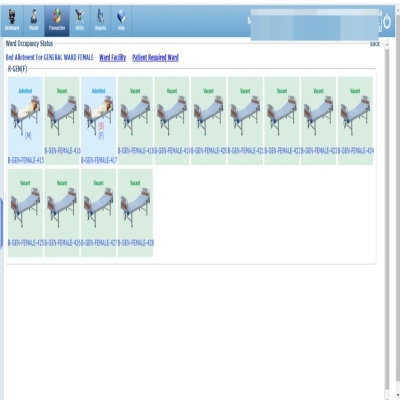 Dashboard Master Transaction Utility Reports Help
Word Occupancy Status
Back
Bed Allotment For GENERAL WARD FEMALE Ward Facility Patient Required Ward
R-GEN(F)
Admitted Vacant Admitted Vacant Vacant Vacant Vacant Vacant Vacant Vacant
[M] [S]
[F]
B-GEN-FEMALE-415 B-GEN-FEMALE-416 B-GEN-FEMALE-417 B-GEN-FEMALE-418 B-GEN-FEMALE-419 B-GEN-FEMALE-420 B-GEN-FEMALE-421 B-GEN-FEMALE-422 B-GEN-FEMALE-423 B-GEN-FEMALE-424
Vacant Vacant Vacant Vacant
B-GEN-FEMALE-425 B-GEN-FEMALE-426 B-GEN-FEMALE-427 B-GEN-FEMALE-428